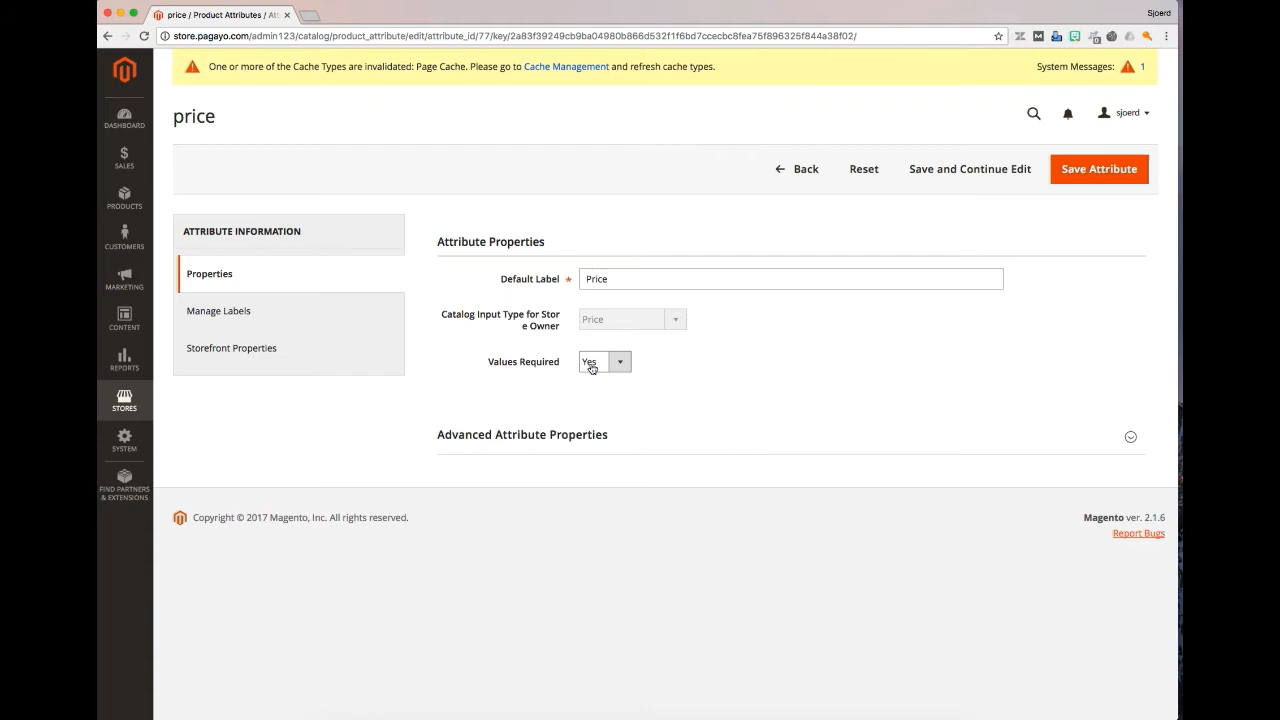 price / Product Attributes / Att
Sjoerd
store.pagayo.com/admin123/catalog/product_attribute/edit/attribute_id/77/key/2a83f39249cb9ba04980b866d532f1f6bd7ccecbc8fea75f896325f844a38f02/
One or more of the Cache Types are invalidated: Page Cache. Please go to Cache Management and refresh cache types.
System Messages: 1
price
sjoerd
Back
Reset
Save and Continue Edit
Save Attribute
DASHBOARD
SALES
PRODUCTS
CUSTOMERS
MARKETING
CONTENT
REPORTS
STORES
SYSTEM
FIND PARTNERS
& EXTENSIONS
ATTRIBUTE INFORMATION
Properties
Manage Labels
Storefront Properties
Attribute Properties
Default Label * Price
Catalog Input Type for Stor
e Owner
Price
Values Required Yes
Advanced Attribute Properties
Copyright © 2017 Magento, Inc. All rights reserved.
Magento ver. 2.1.6
Report Bugs